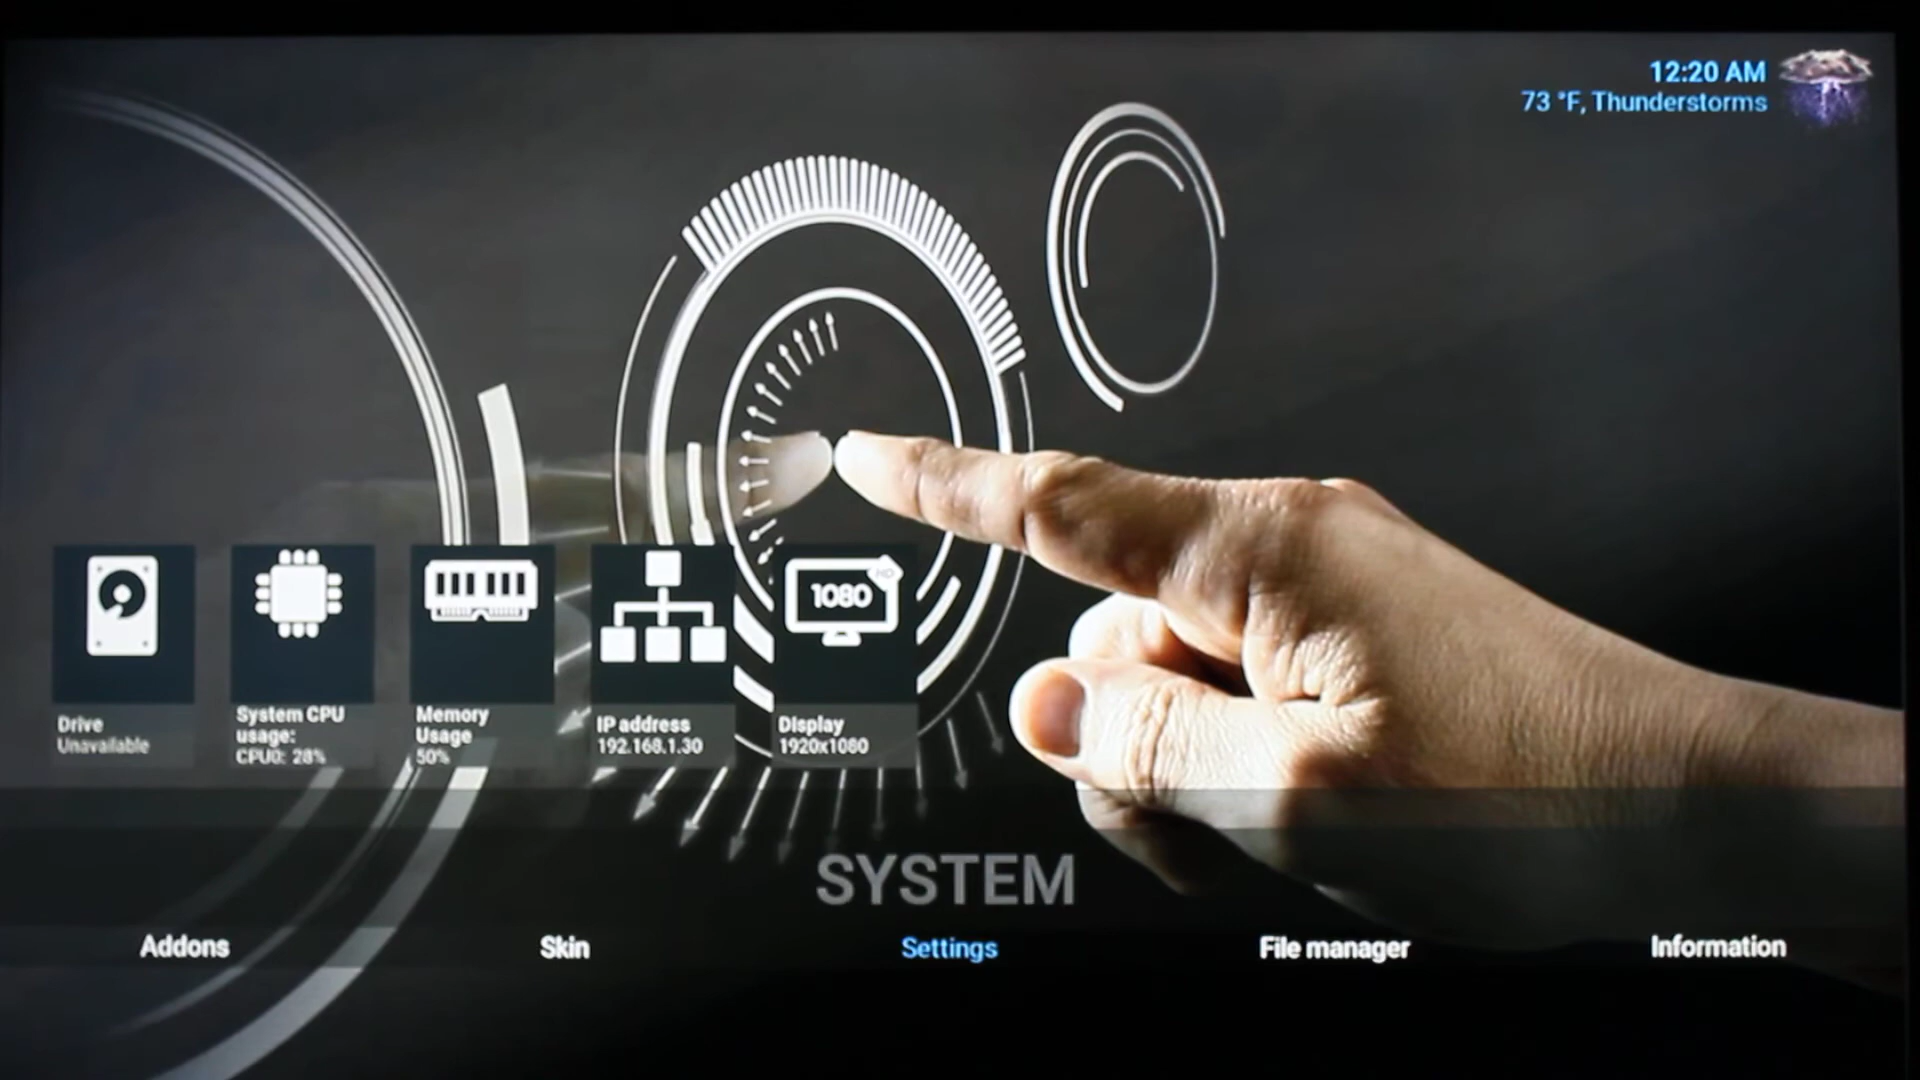 12:20 AM
73 °F, Thunderstorms
1080
HD
Drive
Unavailable
System CPU
usage:
CPU0: 28%
Memory
Usage
50%
IP address
192.168.1.30
Display
1920x1080
SYSTEM
Addons
Skin
Settings
File manager
Information